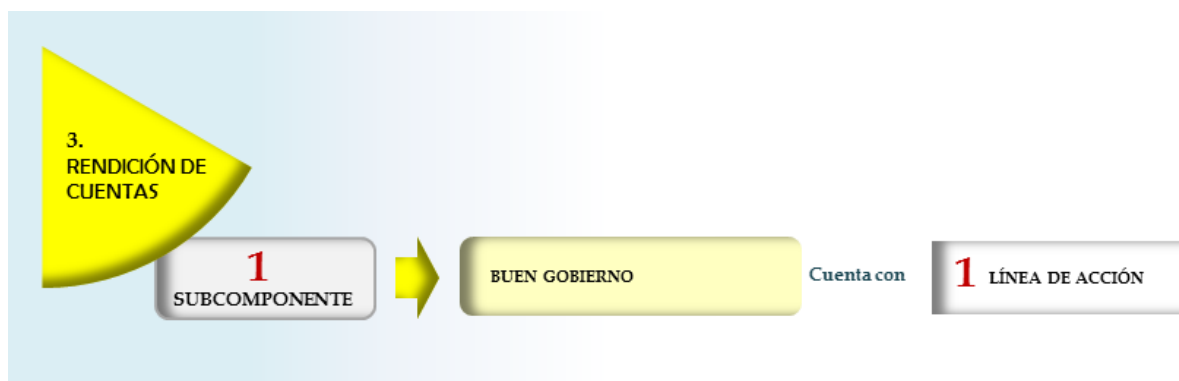 3.
RENDICIÓN DE
CUENTAS
1
SUBCOMPONENTE
BUEN GOBIERNO
Cuenta con
1 LÍNEA DE ACCIÓN